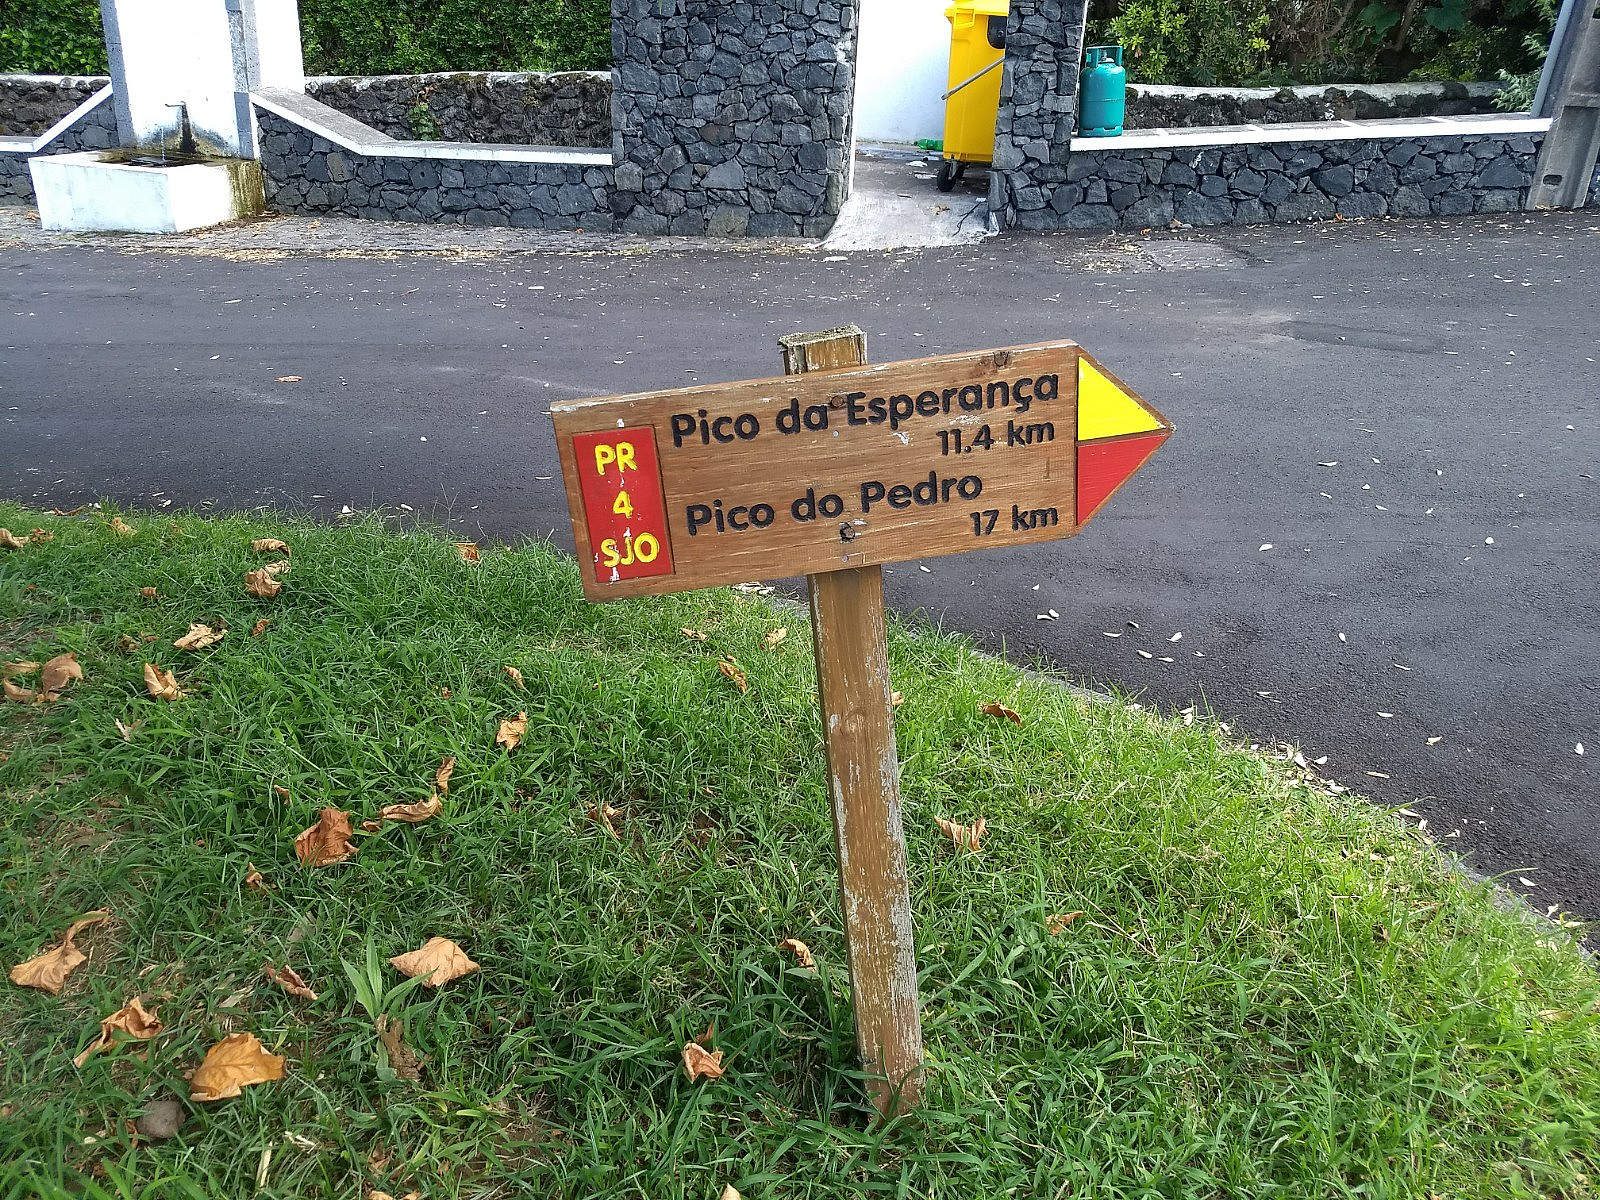 PR
4
SJO
Pico da Esperança
11.4 km
Pico do Pedro
17 km